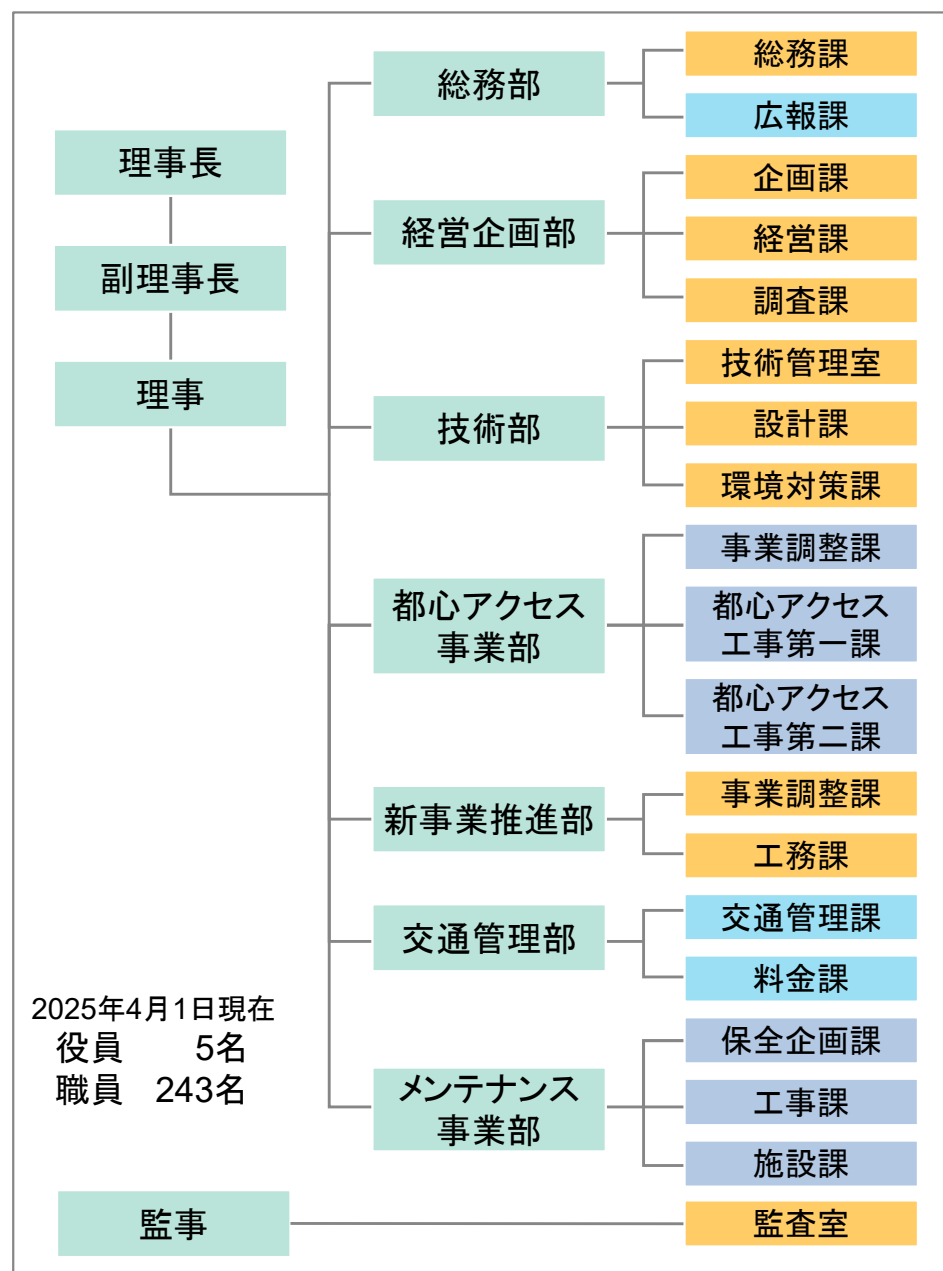 理事長
副理事長
理事
総務部
総務課
広報課
経営企画部
企画課
経営課
調査課
技術部
技術管理室
設計課
環境対策課
都心アクセス
事業部
事業調整課
都心アクセス
工事第一課
都心アクセス
工事第二課
新事業推進部
事業調整課
工務課
交通管理部
交通管理課
料金課
メンテナンス
事業部
保全企画課
工事課
施設課
2025年4月1日現在
役員 5名
職員 243名
監事
監査室